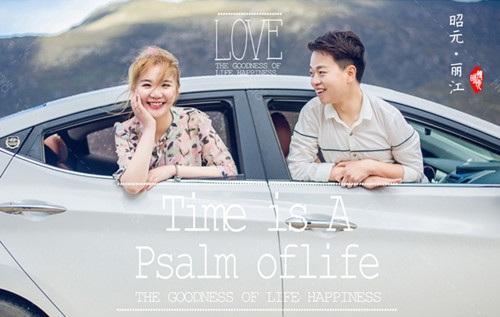 LOVE
THE GOODNESS OF
LIFE HAPPINESS
昭元·丽江
Time is A
Psalm oflife
THE GOODNESS OF LIFE HAPPINESS